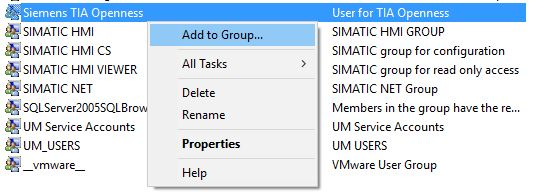 Siemens TIA Openness User for TIA Openness
SIMATIC HMI Add to Group... SIMATIC HMI GROUP
SIMATIC HMI CS SIMATIC group for configuration
SIMATIC HMI VIEWER All Tasks SIMATIC group for read only access
SIMATIC NET Delete SIMATIC NET Group
SQLServer2005SQLBrow Rename Members in the group have the re...
UM Service Accounts UM Service Accounts
UM_USERS Properties UM USERS
__vmware__ Help VMware User Group